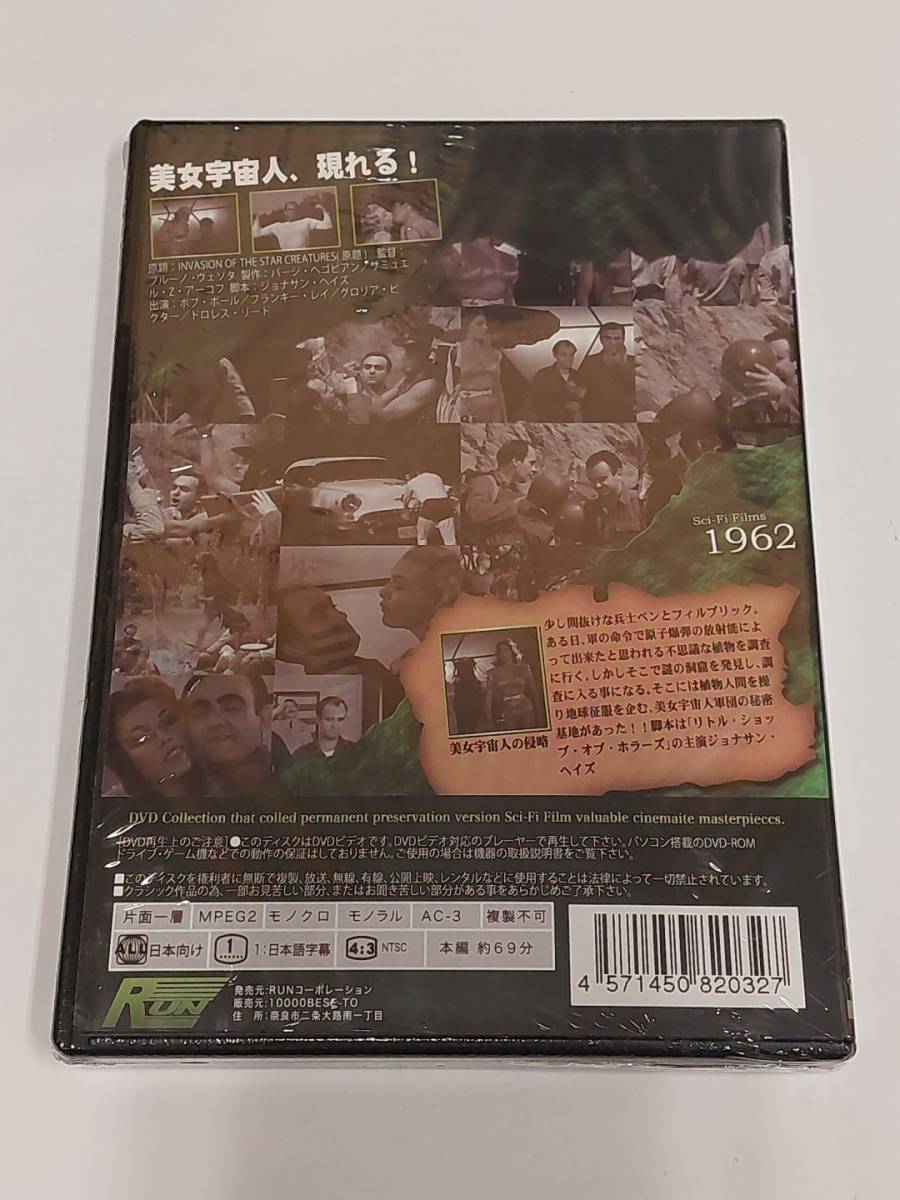 美女宇宙人、現れる！
原題：INVASION OF THE STAR CREATURES(原題) 監督：
ブルーノ・ヴェソタ 製作：バージ・ヘゴビアン／サミュエ
ル・Z・アーコフ 脚本：ジョナサン・ヘイズ
出演：ボブ・ボール／フランキー・レイ／グロリア・ビ
クター／ドロレス・リード
Sci-Fi Films
1962
少し間抜けな兵士ペンとフィルブリック。
ある日、軍の命令で原子爆弾の放射能によ
って出来たと思われる不思議な植物を調査
に行く。しかしそこで謎の洞窟を発見し、調
査に入る事になる。そこには植物人間を操
り地球征服を企む、美女宇宙人軍団の秘密
基地があった！！脚本は「リトル・ショッ
プ・オブ・ホラーズ」の主演ジョナサン・
ヘイズ
美女宇宙人の侵略
DVD Collection that colled permanent preservation version Sci-Fi Film valuable cinemaite masterpieccs.
[DVD再生上のご注意]●このディスクはDVDビデオです。DVDビデオ対応のプレーヤーで再生して下さい。パソコン搭載のDVD-ROM
ドライブ・ゲーム機などでの動作の保証はしておりません。ご使用の場合は機器の取扱説明書をご覧下さい。
■このディスクを権利者に無断で複製、放送、無線、有線、公開上映、レンタルなどに使用することは法律によって一切禁止されています。
■クラシック作品の為、一部お見苦しい部分、またはお聞き苦しい部分がある事をあらかじめご了承下さい。
片面一層 MPEG2 モノクロ モノラル AC-3 複製不可
ALL 日本向け 1 1:日本語字幕 4:3 NTSC 本編 約69分
4 571450 820327
RUN
発売元:RUNコーポレーション
販売元:10000BESE-TO
住 所:奈良市二条大路南一丁目